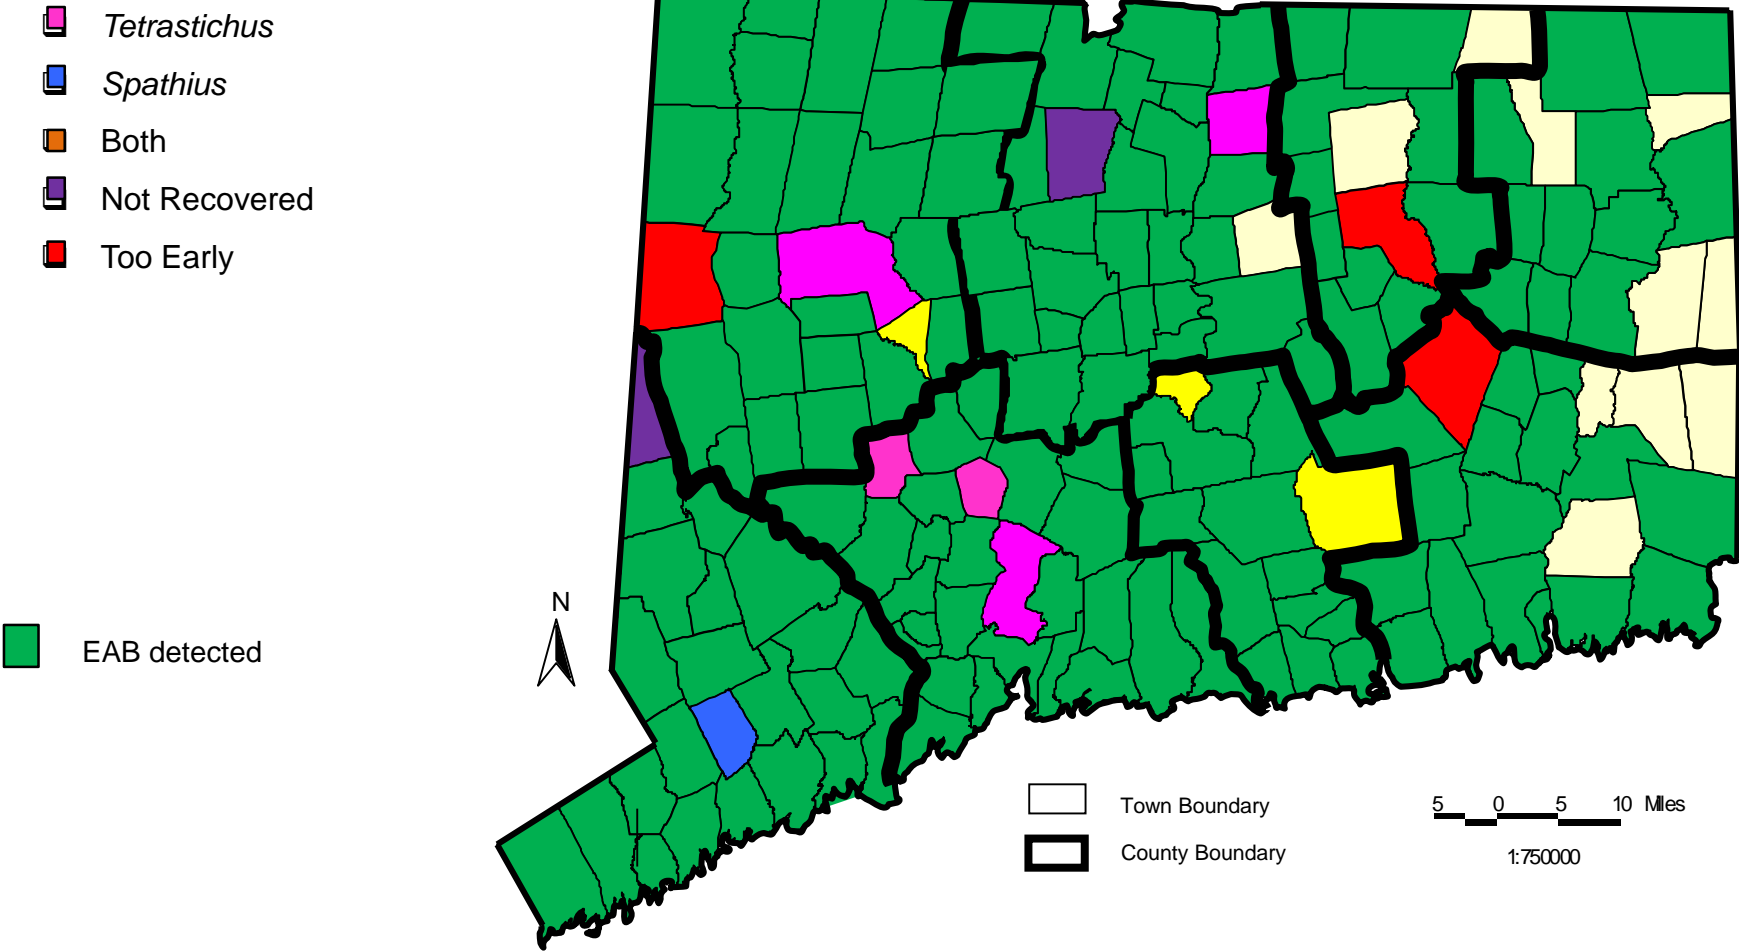 Tetrastichus
Spathius
Both
Not Recovered
Too Early
N
EAB detected
Town Boundary
County Boundary
5 0 5 10 Miles
1:750000